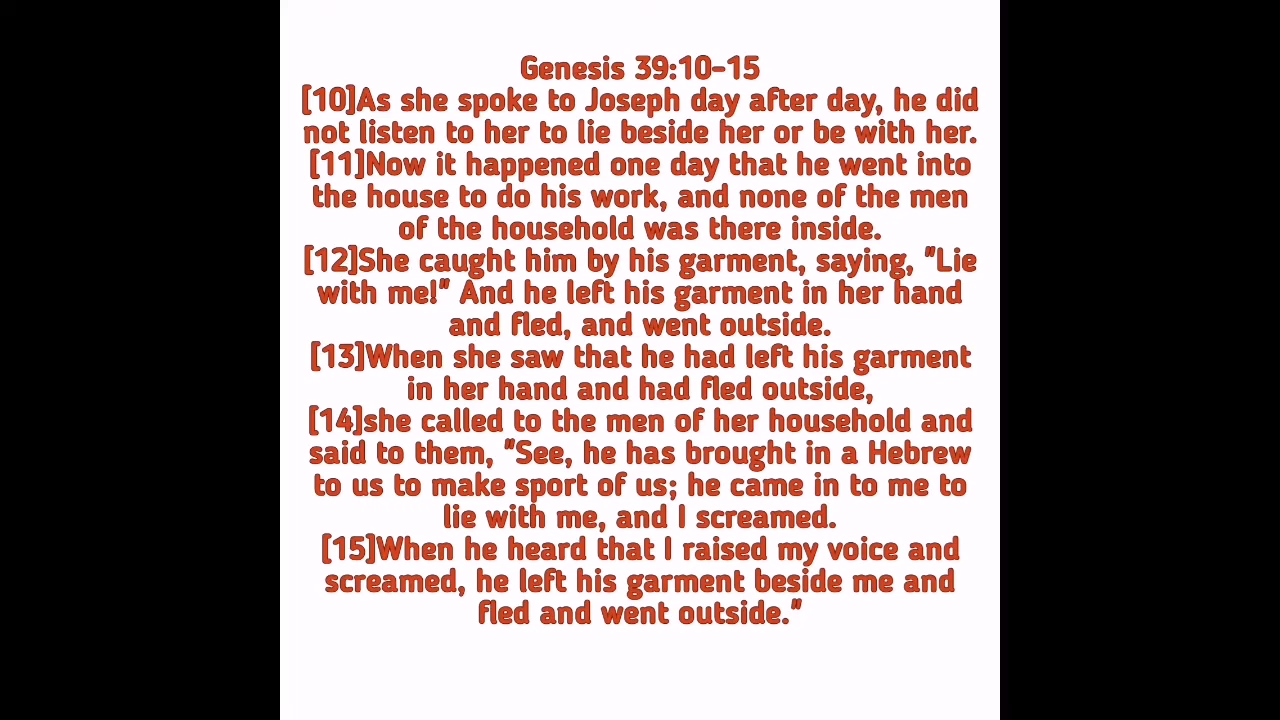 Genesis 39:10-15
[10]As she spoke to Joseph day after day, he did
not listen to her to lie beside her or be with her.
[11]Now it happened one day that he went into
the house to do his work, and none of the men
of the household was there inside.
[12]She caught him by his garment, saying, "Lie
with me!" And he left his garment in her hand
and fled, and went outside.
[13]When she saw that he had left his garment
in her hand and had fled outside,
[14]she called to the men of her household and
said to them, "See, he has brought in a Hebrew
to us to make sport of us; he came in to me to
lie with me, and I screamed.
[15]When he heard that I raised my voice and
screamed, he left his garment beside me and
fled and went outside."